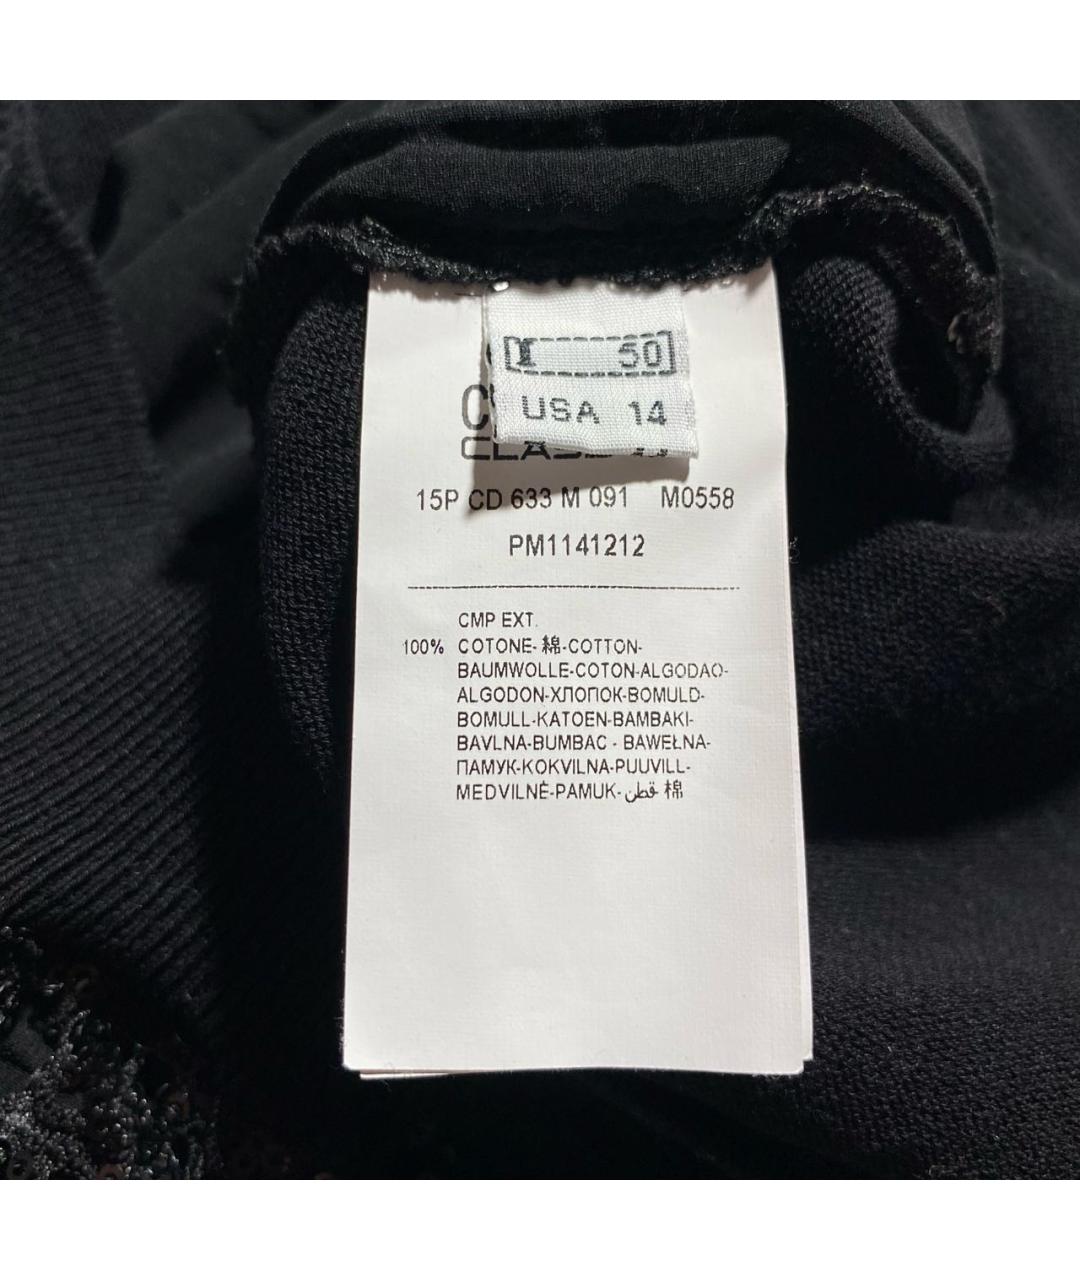 I 50
USA 14
15P CD 633 M 091 M0558
PM1141212
CMP EXT.
100% COTONE-綿-COTTON-
BAUMWOLLE-COTON-ALGODAO-
ALGODON-ХЛОПОК-BOMULD-
BOMULL-KATOEN-BAMBAKI-
BAVLNA-BUMBAC - BAWEŁNA-
ПАМУК-KOKVILNA-PUUVILL-
MEDVILNĖ-PAMUK-قطن 棉